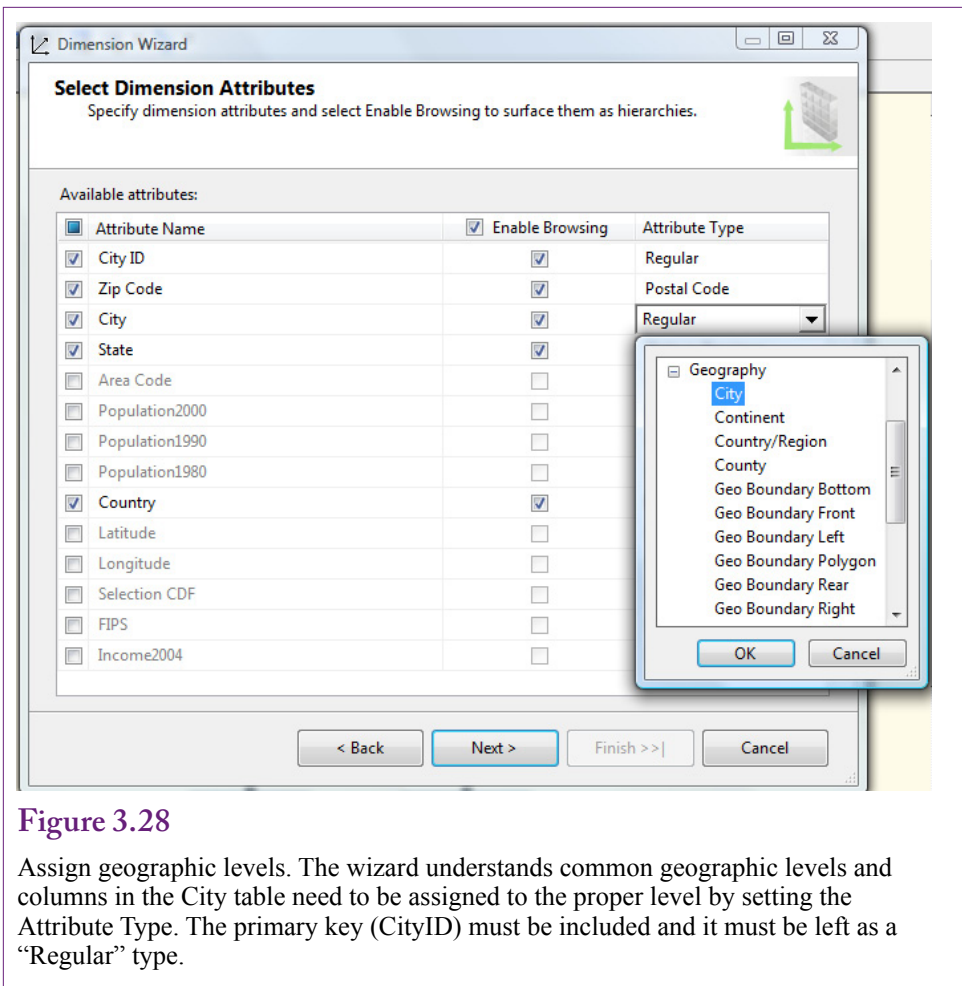 Dimension Wizard
Select Dimension Attributes
Specify dimension attributes and select Enable Browsing to surface them as hierarchies.
Available attributes:
Attribute Name Enable Browsing Attribute Type
City ID Regular
Zip Code Postal Code
City Regular
State
Area Code
Population2000
Population1990
Population1980
Country
Latitude
Longitude
Selection CDF
FIPS
Income2004
Geography
City
Continent
Country/Region
County
Geo Boundary Bottom
Geo Boundary Front
Geo Boundary Left
Geo Boundary Polygon
Geo Boundary Rear
Geo Boundary Right
OK Cancel
< Back Next > Finish >>| Cancel
Figure 3.28
Assign geographic levels. The wizard understands common geographic levels and
columns in the City table need to be assigned to the proper level by setting the
Attribute Type. The primary key (CityID) must be included and it must be left as a
“Regular” type.